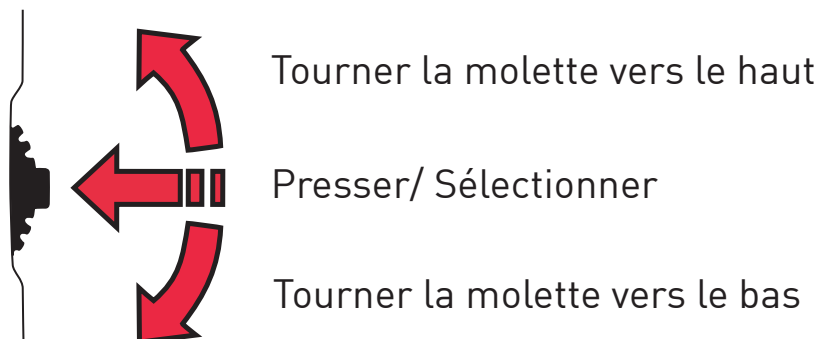 Tourner la molette vers le haut
Presser/ Sélectionner
Tourner la molette vers le bas